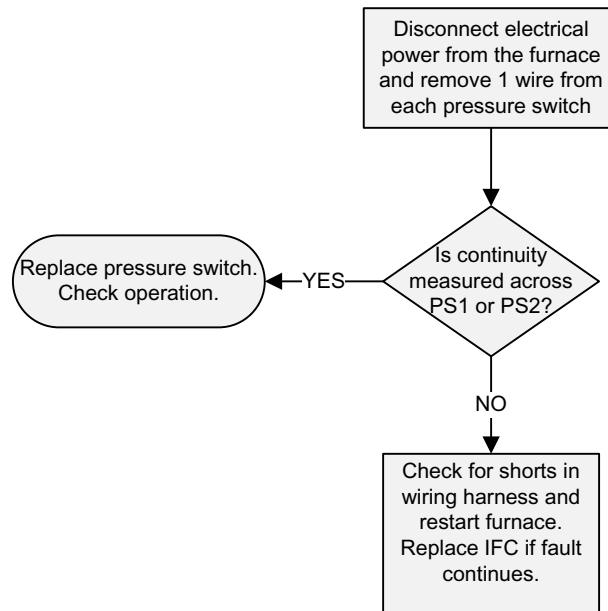 Disconnect electrical
power from the furnace
and remove 1 wire from
each pressure switch
Is continuity
measured across
PS1 or PS2?
YES
Replace pressure switch.
Check operation.
NO
Check for shorts in
wiring harness and
restart furnace.
Replace IFC if fault
continues.